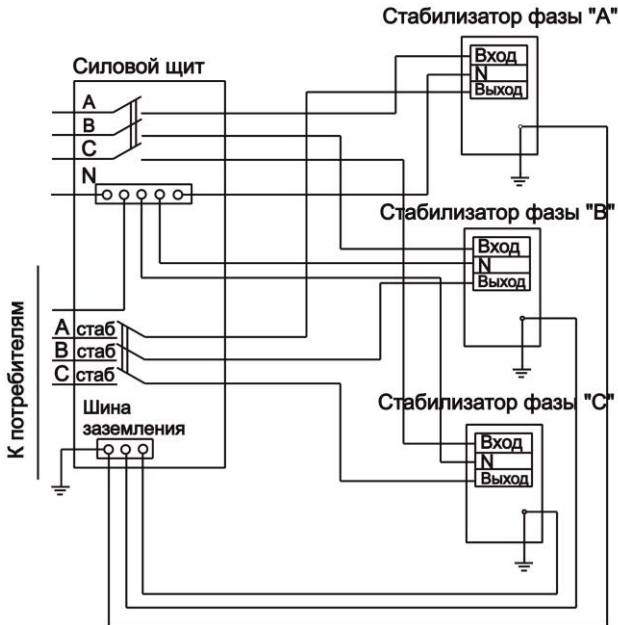 Стабилизатор фазы "А"
Вход
N
Выход
Силовой щит
А
В
С
N
Стабилизатор фазы "В"
Вход
N
Выход
К потребителям
А стаб
В стаб
С стаб
Шина
заземления
Стабилизатор фазы "С"
Вход
N
Выход